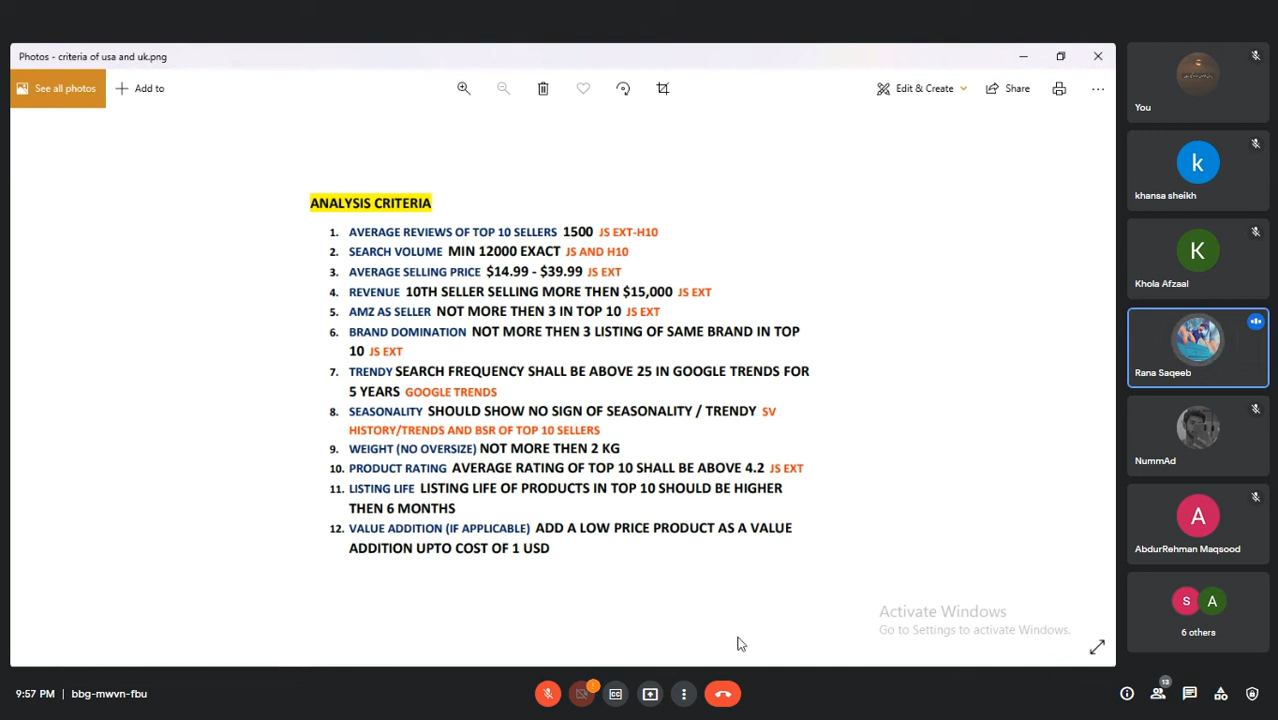 Photos - criteria of usa and uk.png
See all photos
Add to
Edit & Create
Share
ANALYSIS CRITERIA
1. AVERAGE REVIEWS OF TOP 10 SELLERS 1500 JS EXT-H10
2. SEARCH VOLUME MIN 12000 EXACT JS AND H10
3. AVERAGE SELLING PRICE $14.99 - $39.99 JS EXT
4. REVENUE 10TH SELLER SELLING MORE THEN $15,000 JS EXT
5. AMZ AS SELLER NOT MORE THEN 3 IN TOP 10 JS EXT
6. BRAND DOMINATION NOT MORE THEN 3 LISTING OF SAME BRAND IN TOP
10 JS EXT
7. TRENDY SEARCH FREQUENCY SHALL BE ABOVE 25 IN GOOGLE TRENDS FOR
5 YEARS GOOGLE TRENDS
8. SEASONALITY SHOULD SHOW NO SIGN OF SEASONALITY / TRENDY SV
HISTORY/TRENDS AND BSR OF TOP 10 SELLERS
9. WEIGHT (NO OVERSIZE) NOT MORE THEN 2 KG
10. PRODUCT RATING AVERAGE RATING OF TOP 10 SHALL BE ABOVE 4.2 JS EXT
11. LISTING LIFE LISTING LIFE OF PRODUCTS IN TOP 10 SHOULD BE HIGHER
THEN 6 MONTHS
12. VALUE ADDITION (IF APPLICABLE) ADD A LOW PRICE PRODUCT AS A VALUE
ADDITION UPTO COST OF 1 USD
Activate Windows
Go to Settings to activate Windows.
You
k
khansa sheikh
K
Khola Afzaal
Rana Saqeeb
NummAd
A
AbdurRehman Maqsood
S A
6 others
9:57 PM | bbg-mwvn-fbu
13